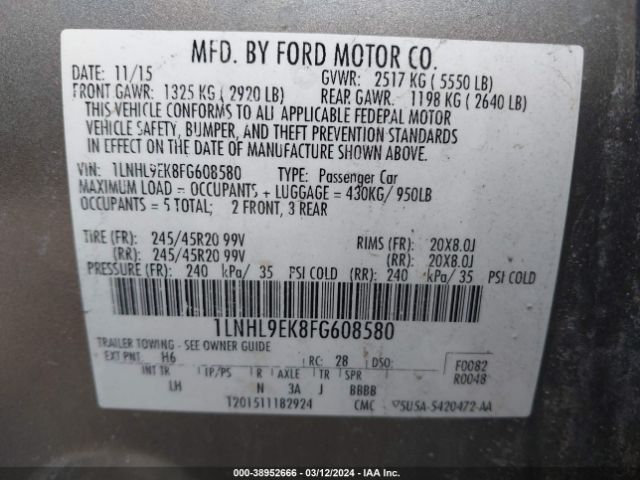 MFD. BY FORD MOTOR CO.
DATE: 11/15 GVWR: 2517 KG ( 5550 LB)
FRONT GAWR: 1325 KG ( 2920 LB) REAR GAWR: 1198 KG ( 2640 LB)
THIS VEHICLE CONFORMS TO ALL APPLICABLE FEDERAL MOTOR
VEHICLE SAFETY, BUMPER, AND THEFT PREVENTION STANDARDS
IN EFFECT ON THE DATE OF MANUFACTURE SHOWN ABOVE.
VIN: 1LNHL9EK8FG608580 TYPE: Passenger Car
MAXIMUM LOAD = OCCUPANTS + LUGGAGE = 430KG/ 950LB
OCCUPANTS = 5 TOTAL; 2 FRONT, 3 REAR
TIRE (FR): 245/45R20 99V RIMS (FR): 20X8.0J
(RR): 245/45R20 99V (RR): 20X8.0J
PRESSURE (FR): 240 kPa/ 35 PSI COLD (RR): 240 kPa/ 35 PSI COLD
1LNHL9EK8FG608580
TRAILER TOWING - SEE OWNER GUIDE
EXT PNT: H6 RC: 28 DSO: F0082
INT TR IP/PS R AXLE TR SPR R0048
LH N 3A J BBBB
T201511182924 CMC 5U5A-5420472-AA
000-38952666 - 03/12/2024 - IAA Inc.